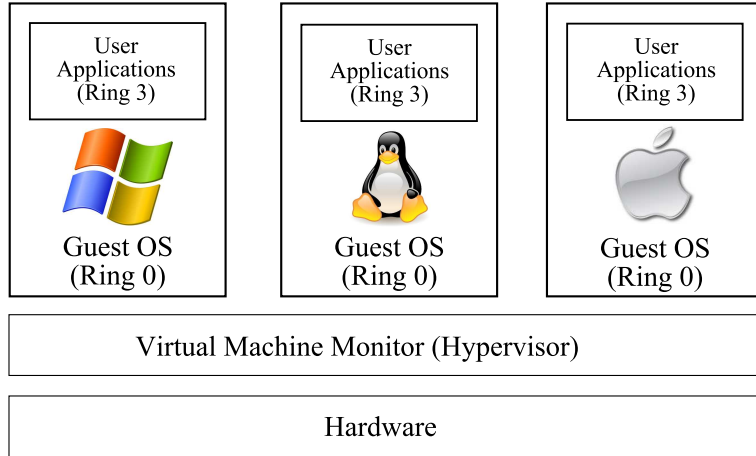 User
Applications
(Ring 3)
Guest OS
(Ring 0)
User
Applications
(Ring 3)
Guest OS
(Ring 0)
User
Applications
(Ring 3)
Guest OS
(Ring 0)
Virtual Machine Monitor (Hypervisor)
Hardware